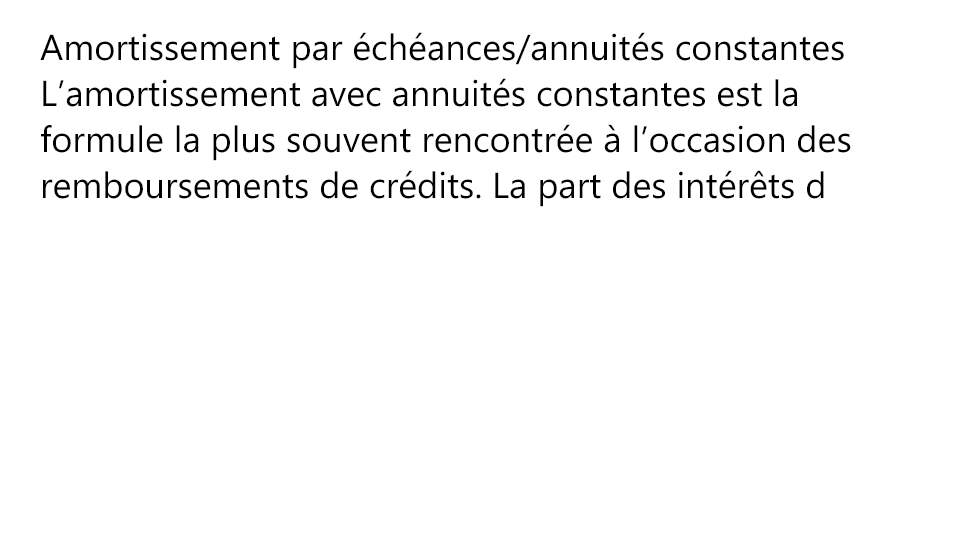 Amortissement par échéances/annuités constantes
L’amortissement avec annuités constantes est la
formule la plus souvent rencontrée à l’occasion des
remboursements de crédits. La part des intérêts d